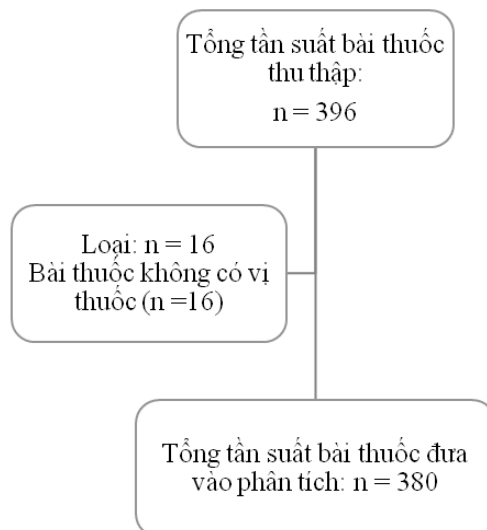 Tổng tần suất bài thuốc
thu thập:
n = 396
Loại: n = 16
Bài thuốc không có vị
thuốc (n =16)
Tổng tần suất bài thuốc đưa
vào phân tích: n = 380